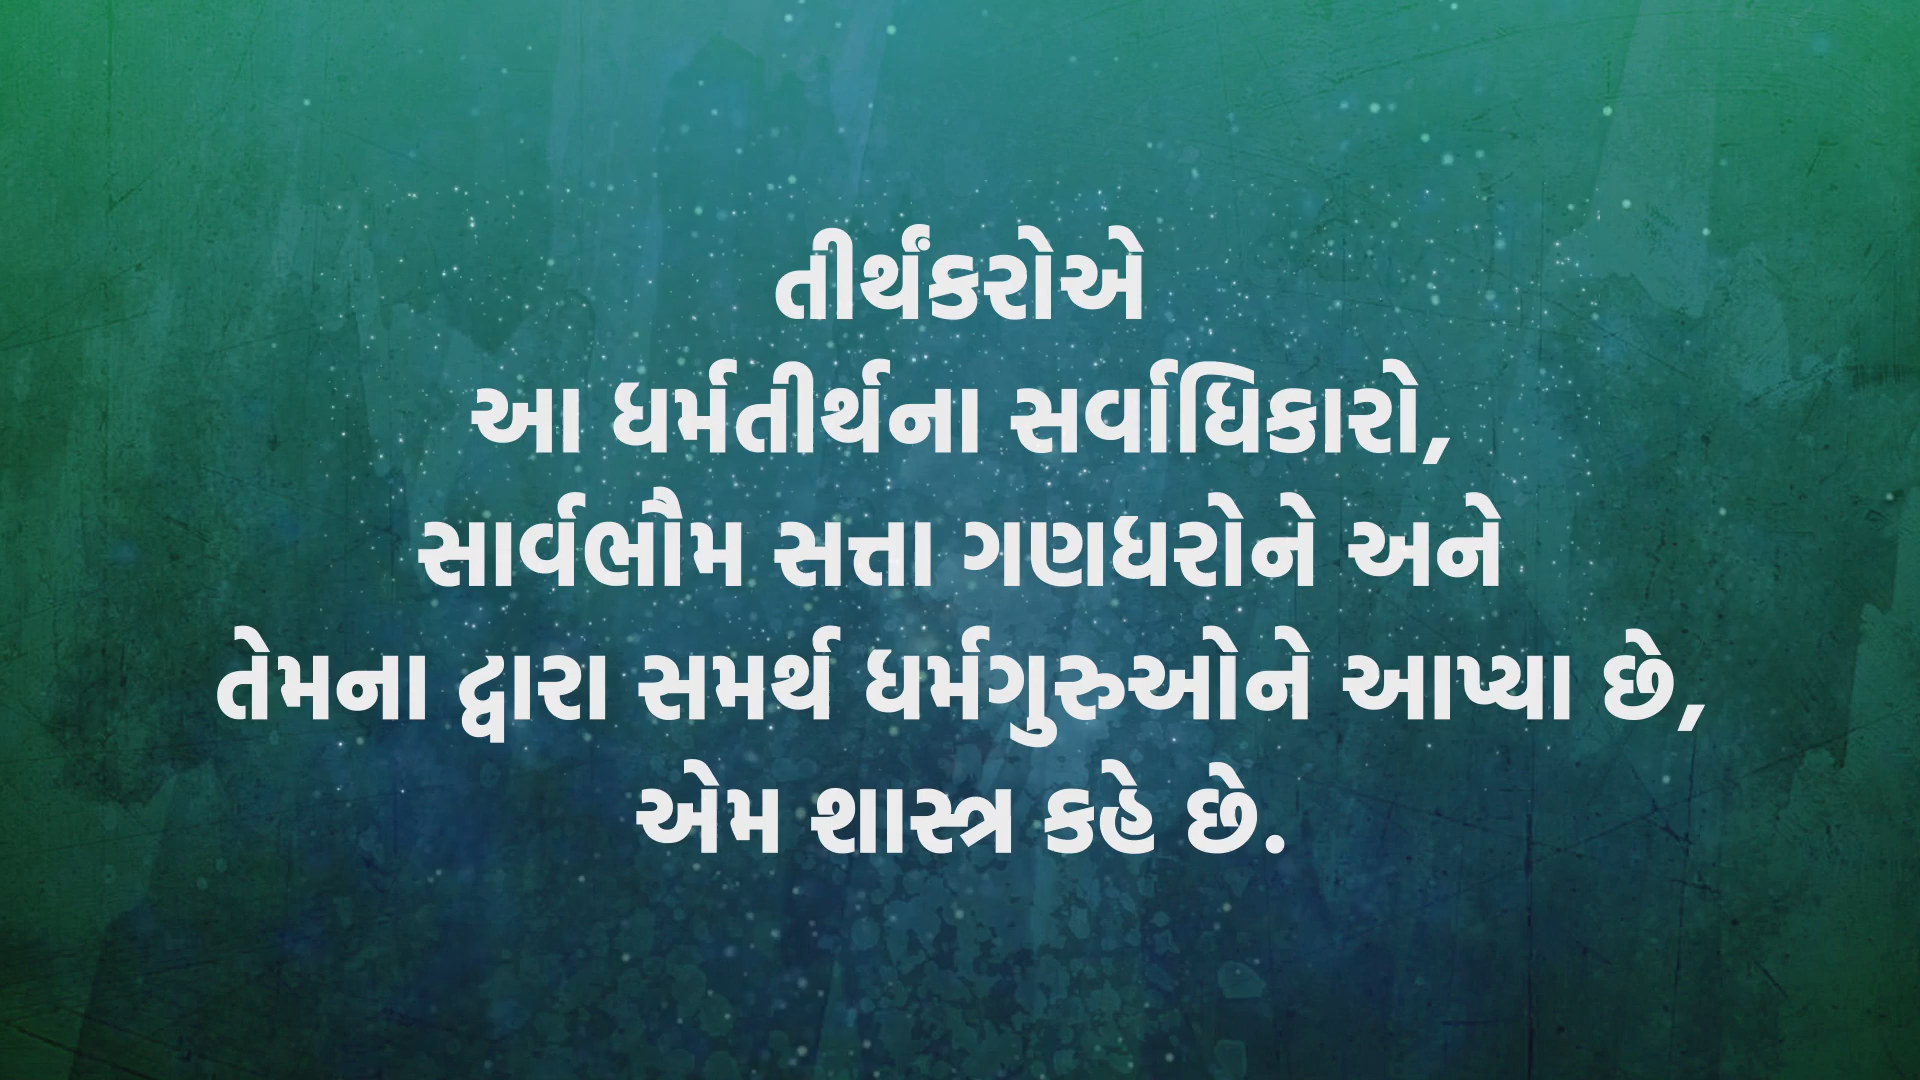 તીર્થંકરોએ
આ ધર્મતીર્થના સર્વાધિકારો,
સાર્વભૌમ સત્તા ગણધરોને અને
તેમના દ્વારા સમર્થ ધર્મગુરુઓને આપ્યા છે,
એમ શાસ્ત્ર કહે છે.